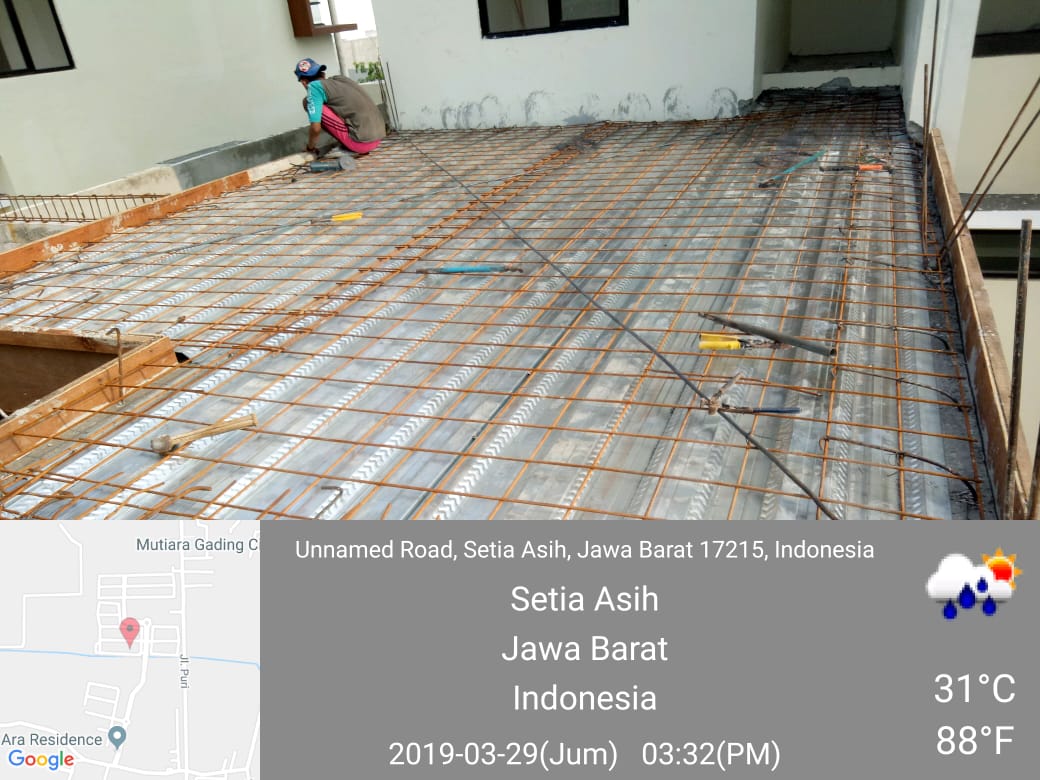 Mutiara Gading C
Jl. Puri
Ara Residence
Google
Unnamed Road, Setia Asih, Jawa Barat 17215, Indonesia
Setia Asih
Jawa Barat
Indonesia
2019-03-29(Jum) 03:32(PM)
31°C
88°F